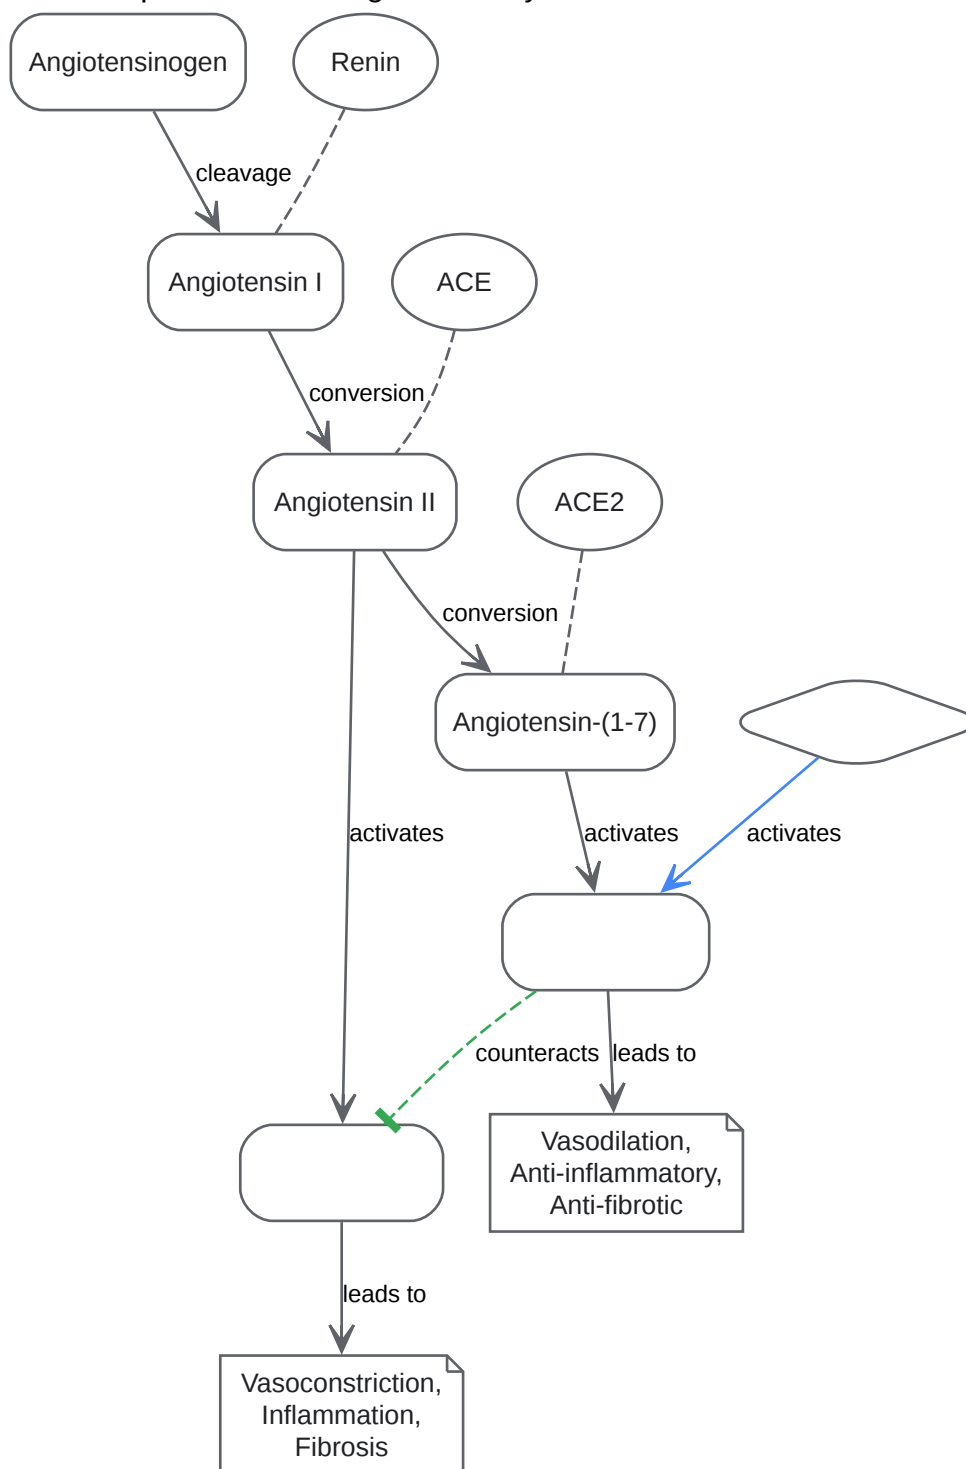 Angiotensinogen
Renin
cleavage
Angiotensin I
ACE
conversion
Angiotensin II
ACE2
conversion
Angiotensin-(1-7)
activates
activates
activates
counteracts
leads to
Vasodilation,
Anti-inflammatory,
Anti-fibrotic
leads to
Vasoconstriction,
Inflammation,
Fibrosis